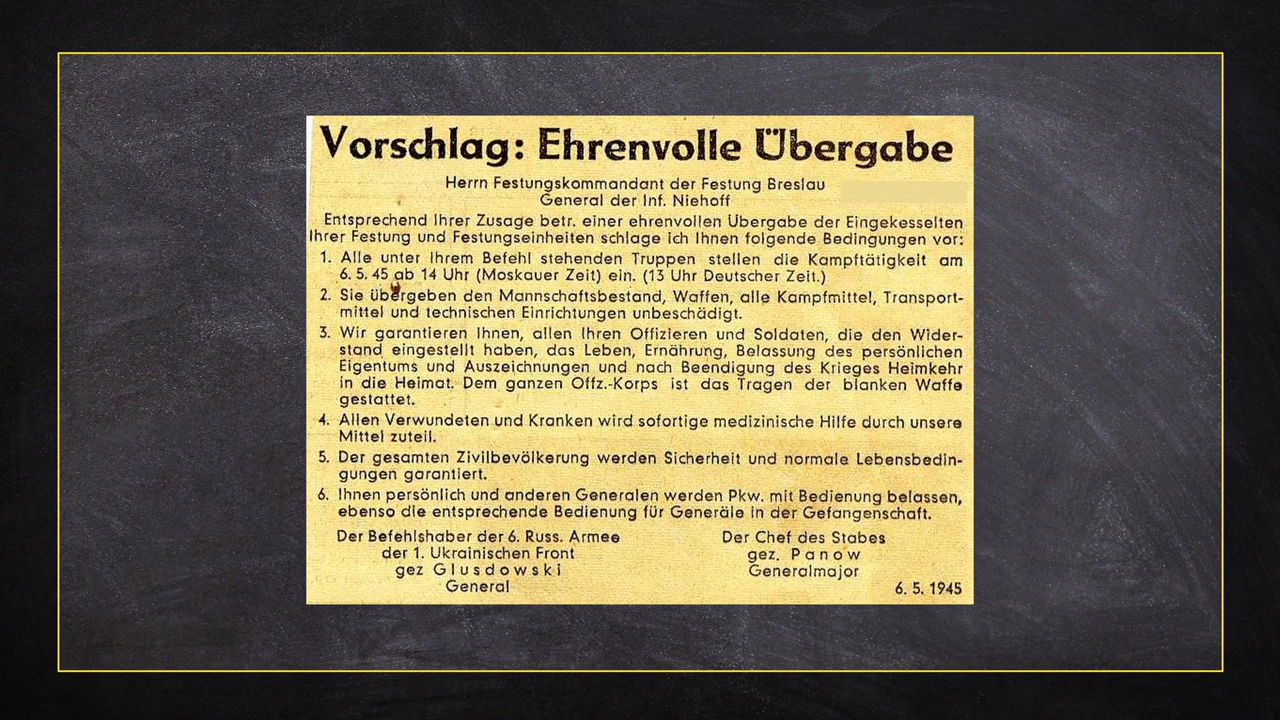 Vorschlag: Ehrenvolle Übergabe
Herrn Festungskommandant der Festung Breslau
General der Inf. Niehoff
Entsprechend Ihrer Zusage betr. einer ehrenvollen Übergabe der Eingekesselten
Ihrer Festung und Festungseinheiten schlage ich Ihnen folgende Bedingungen vor:
1. Alle unter Ihrem Befehl stehenden Truppen stellen die Kampftätigkeit am
6. 5. 45 ab 14 Uhr (Moskauer Zeit) ein. (13 Uhr Deutscher Zeit.)
2. Sie übergeben den Mannschaftsbestand, Waffen, alle Kampfmittel, Transport-
mittel und technischen Einrichtungen unbeschädigt.
3. Wir garantieren Ihnen, allen Ihren Offizieren und Soldaten, die den Wider-
stand eingestellt haben, das Leben, Ernährung, Belassung des persönlichen
Eigentums und Auszeichnungen und nach Beendigung des Krieges Heimkehr
in die Heimat. Dem ganzen Offz.-Korps ist das Tragen der blanken Waffe
gestattet.
4. Allen Verwundeten und Kranken wird sofortige medizinische Hilfe durch unsere
Mittel zuteil.
5. Der gesamten Zivilbevölkerung werden Sicherheit und normale Lebensbedin-
gungen garantiert.
6. Ihnen persönlich und anderen Generalen werden Pkw. mit Bedienung belassen,
ebenso die entsprechende Bedienung für Generäle in der Gefangenschaft.
Der Befehlshaber der 6. Russ. Armee
der 1. Ukrainischen Front
gez Glusdowski
General
Der Chef des Stabes
gez. Panow
Generalmajor
6. 5. 1945